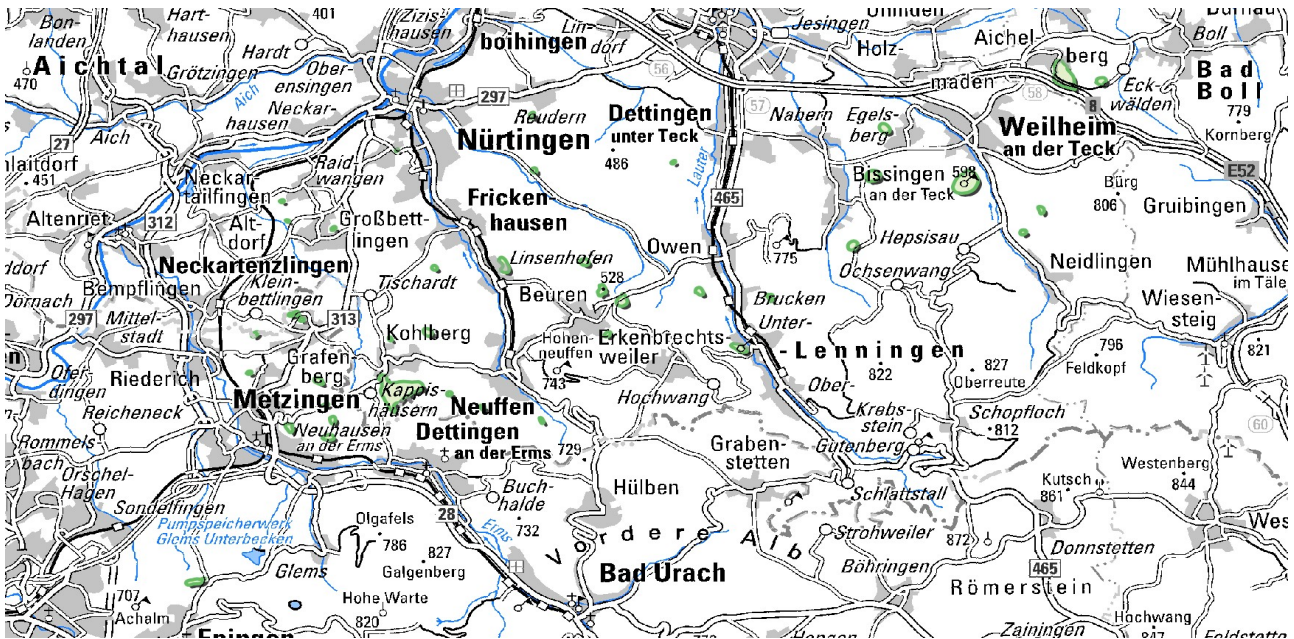 Bon-
landen
Hart-
hausen
401
Zizis-
hausen
Lin-
dorf
boihingen
Jesingen
Holz-
maden
Aichel-
berg
Boll
Hardt
Aichtal
470
Grötzingen
Ober-
ensingen
Aich
Neckar-
hausen
297
56
Reudern
Nürtingen
Dettingen
unter Teck
486
57
Nabern
Egels-
berg
58
8
Eck-
wälden
Bad
Boll
779
Kornberg
Weilheim
an der Teck
27
Aich
451
Neckar-
tailfingen
Raid-
wangen
Lauter
Bissingen
an der Teck
598
Bürg
806
E52
Gruibingen
Altenriet
312
Alt-
dorf
Großbett-
lingen
Fricken-
hausen
465
Owen
775
Hepsisau
Neidlingen
Neckartenzlingen
Bempflingen
Klein-
bettlingen
Tischardt
Linsenhofen
528
Beuren
Ochsenwang
Brucken
Mühlhause
im Täle
Wiesen-
steig
Dörnach
297
Mittel-
stadt
313
Kohlberg
Hohen-
neuffen
743
Erkenbrechts-
weiler
Unter-
-Lenningen
822
827
Oberreute
796
Feldkopf
821
Riederich
Grafen-
berg
Metzingen
Kappis-
häusern
Neuffen
Hochwang
Ober-
Krebs-
stein
Schopfloch
812
Reicheneck
Rommels-
bach
Neuhausen
an der Erms
Dettingen
an der Erms
729
Graben-
stetten
Gutenberg
60
Orschel-
Hagen
Sondelfingen
Buch-
halde
Hülben
Schlattstall
Kutsch
861
Westenberg
844
Pumpspeicherwerk
Glems Unterbecken
Olgafels
786
28
Erms
732
Vordere Alb
Strohweiler
872
Donnstetten
827
Galgenberg
Glems
Bad Urach
Böhringen
465
Römerstein
707
Achalm
Hohe Warte
820
Hochwang
Zainingen